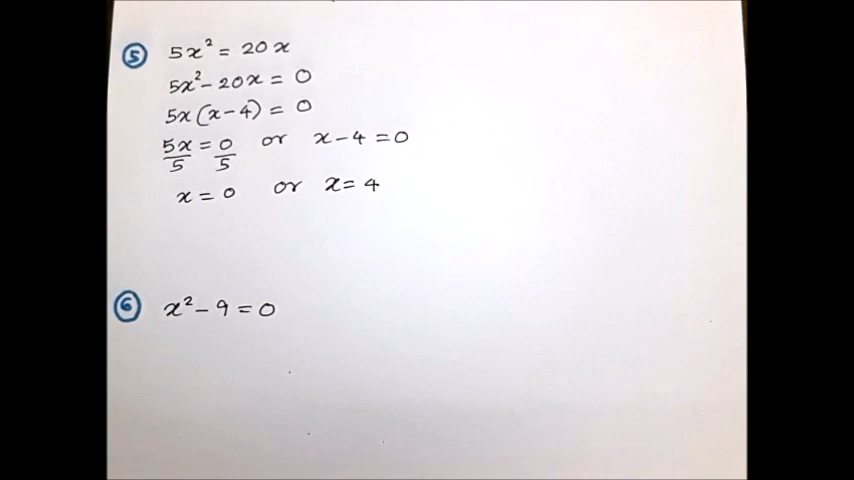 ⑤ 5x² = 20x
5x² - 20x = 0
5x(x-4) = 0
5x/5 = 0/5 or x-4=0
x = 0 or x = 4
⑥ x² - 9 = 0